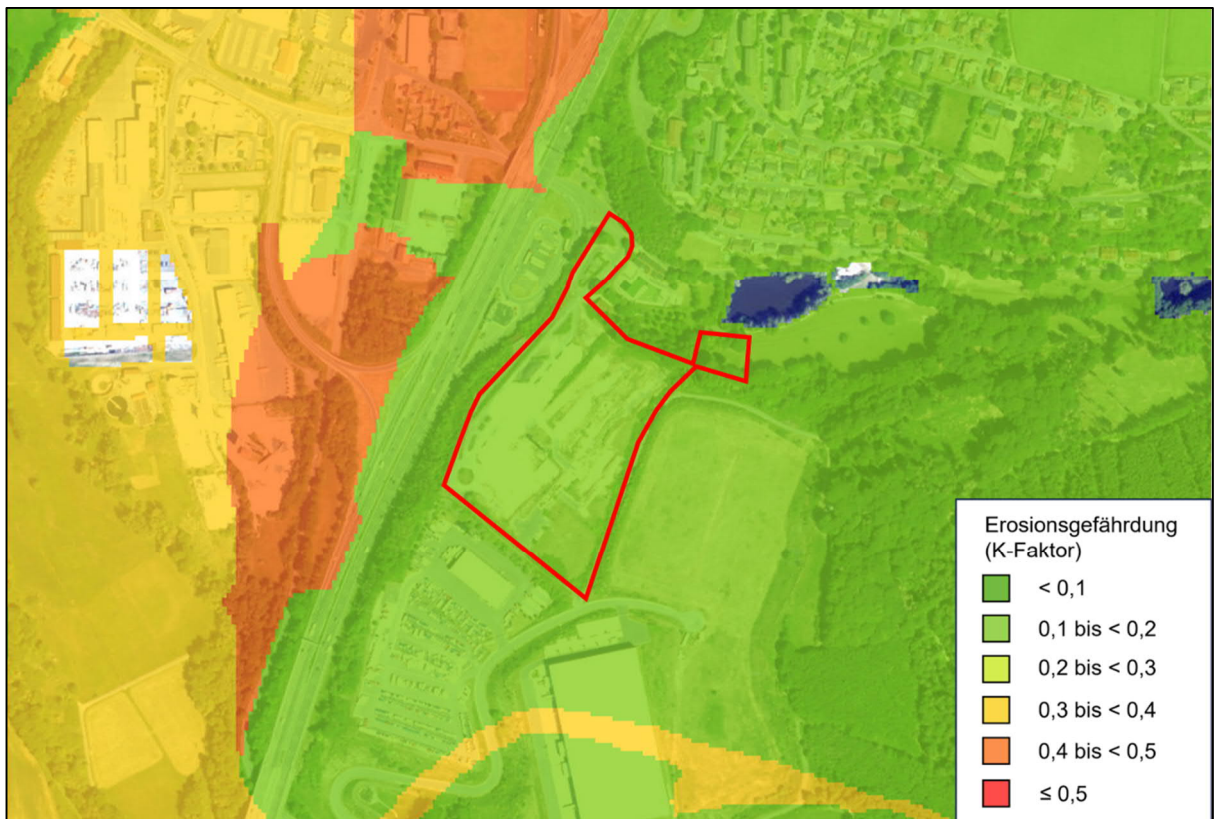 Erosionsgefährdung
(K-Faktor)
< 0,1
0,1 bis < 0,2
0,2 bis < 0,3
0,3 bis < 0,4
0,4 bis < 0,5
≤ 0,5